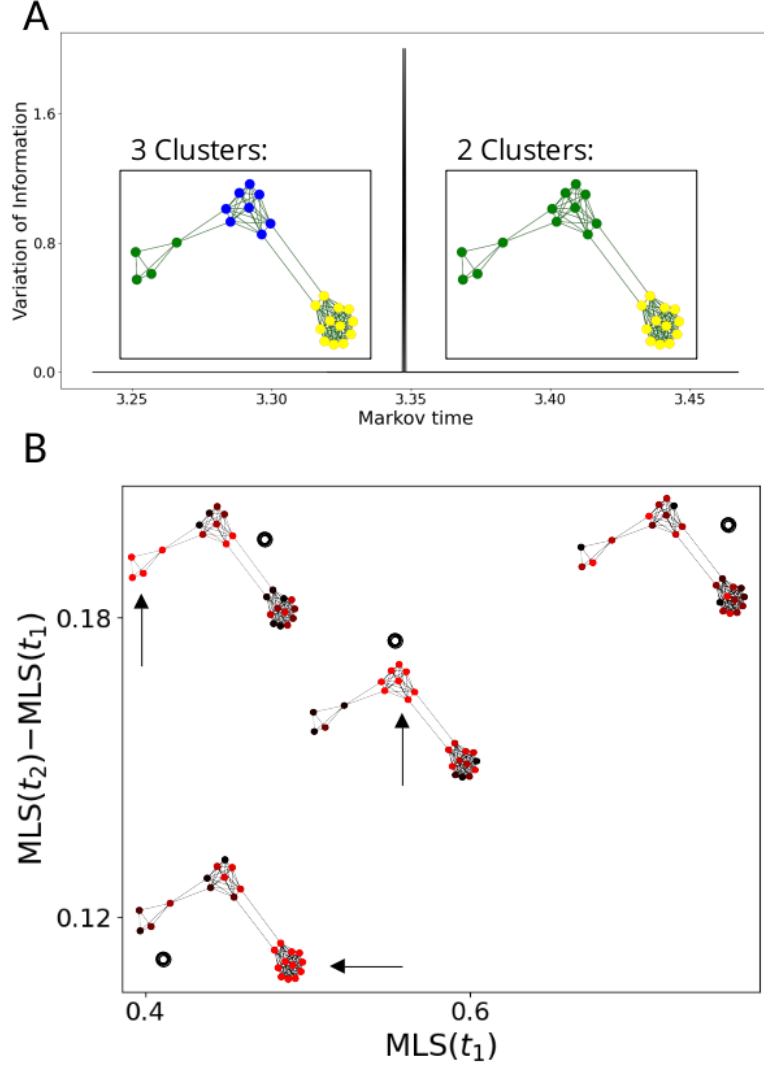 A
Variation of Information
1.6
0.8
0.0
3 Clusters:
2 Clusters:
3.25
3.30
3.35
3.40
3.45
Markov time
B
MLS(t₂)−MLS(t₁)
0.18
0.12
0.4
0.6
MLS(t₁)